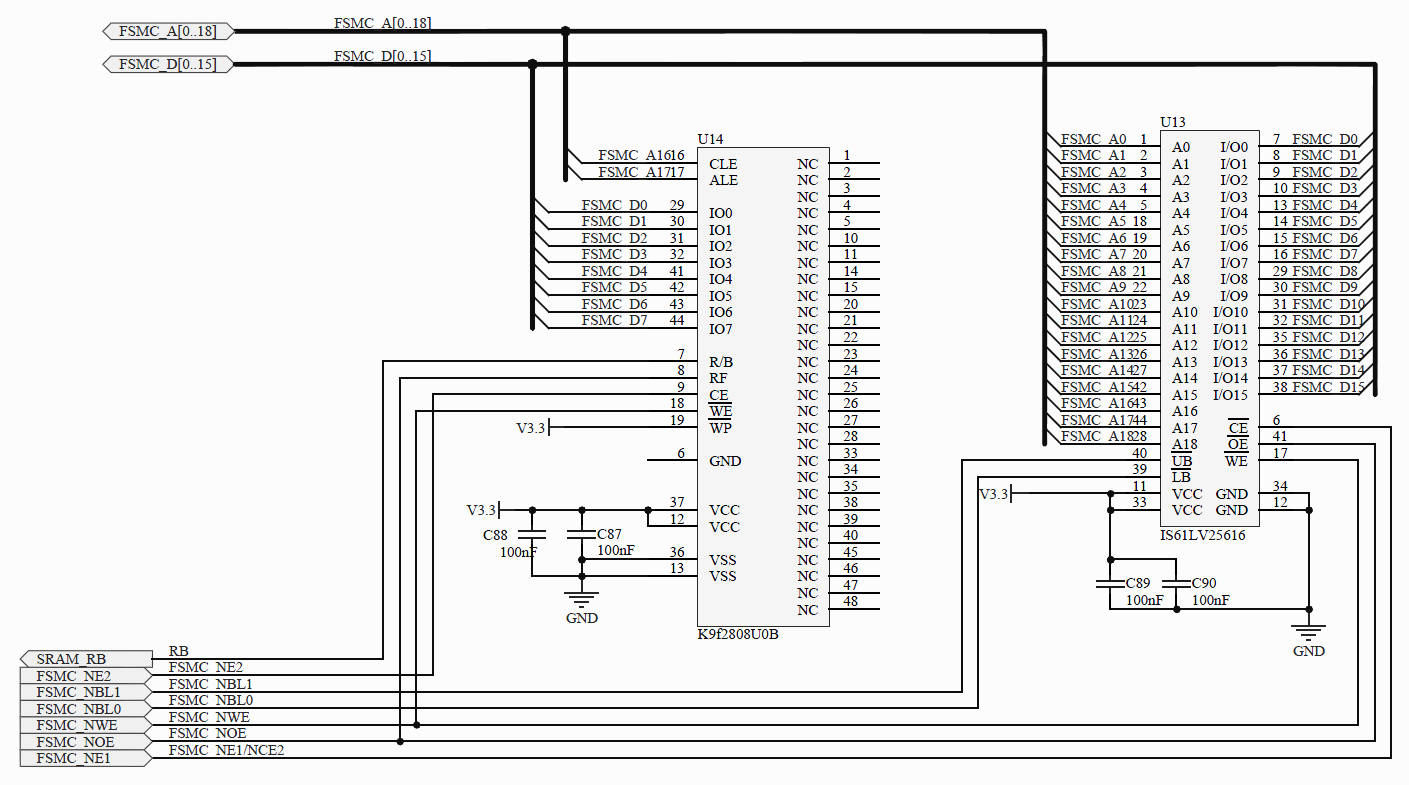 FSMC_A[0..18] FSMC_A[0..18]
FSMC_D[0..15] FSMC_D[0..15]
U14
FSMC_A16 16 CLE NC 1
FSMC_A17 17 ALE NC 2
NC 3
FSMC_D0 29 IO0 NC 4
FSMC_D1 30 IO1 NC 5
FSMC_D2 31 IO2 NC 10
FSMC_D3 32 IO3 NC 11
FSMC_D4 41 IO4 NC 14
FSMC_D5 42 IO5 NC 15
FSMC_D6 43 IO6 NC 20
FSMC_D7 44 IO7 NC 21
NC 22
7 R/B NC 23
8 RF NC 24
9 CE NC 25
18 WE NC 26
V3.3 19 WP NC 27
NC 28
6 GND NC 33
NC 34
NC 35
V3.3 37 VCC NC 38
12 VCC NC 39
NC 40
36 VSS NC 45
13 VSS NC 46
NC 47
NC 48
C88
100nF
C87
100nF
GND
K9f2808U0B
U13
FSMC_A0 1 A0 I/O0 7 FSMC_D0
FSMC_A1 2 A1 I/O1 8 FSMC_D1
FSMC_A2 3 A2 I/O2 9 FSMC_D2
FSMC_A3 4 A3 I/O3 10 FSMC_D3
FSMC_A4 5 A4 I/O4 13 FSMC_D4
FSMC_A5 18 A5 I/O5 14 FSMC_D5
FSMC_A6 19 A6 I/O6 15 FSMC_D6
FSMC_A7 20 A7 I/O7 16 FSMC_D7
FSMC_A8 21 A8 I/O8 29 FSMC_D8
FSMC_A9 22 A9 I/O9 30 FSMC_D9
FSMC_A10 23 A10 I/O10 31 FSMC_D10
FSMC_A11 24 A11 I/O11 32 FSMC_D11
FSMC_A12 25 A12 I/O12 35 FSMC_D12
FSMC_A13 26 A13 I/O13 36 FSMC_D13
FSMC_A14 27 A14 I/O14 37 FSMC_D14
FSMC_A15 42 A15 I/O15 38 FSMC_D15
FSMC_A16 43 A16
FSMC_A17 44 A17 CE 6
FSMC_A18 28 A18 OE 41
40 UB WE 17
39 LB
V3.3 11 VCC GND 34
33 VCC GND 12
IS61LV25616
C89
100nF
C90
100nF
GND
SRAM_RB RB
FSMC_NE2 FSMC_NE2
FSMC_NBL1 FSMC_NBL1
FSMC_NBL0 FSMC_NBL0
FSMC_NWE FSMC_NWE
FSMC_NOE FSMC_NOE
FSMC_NE1 FSMC_NE1/NCE2